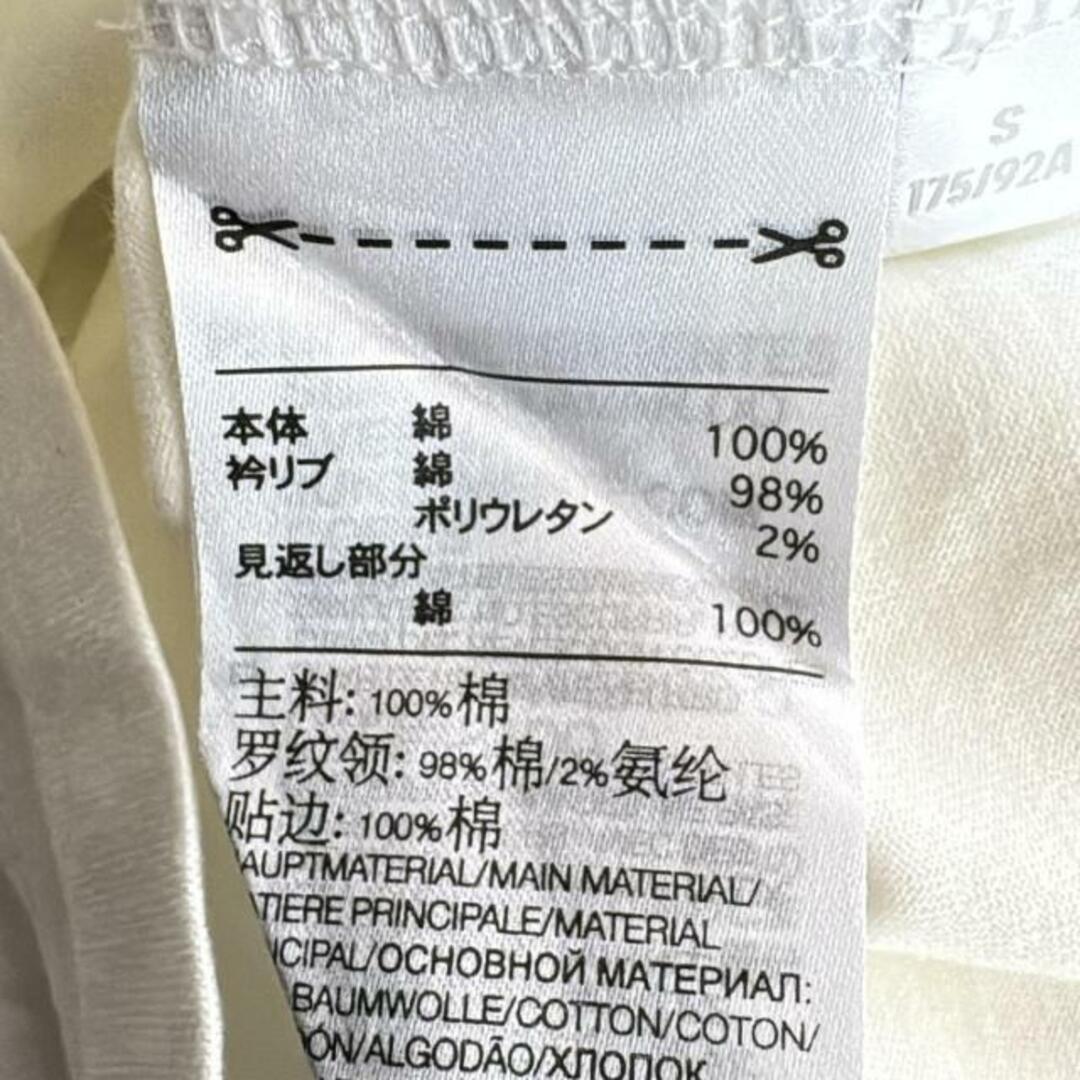 S
175/92A
本体 綿 100%
衿リブ 綿 98%
ポリウレタン 2%
見返し部分
綿 100%
主料: 100%棉
罗纹领: 98%棉/2%氨纶
贴边: 100%棉
AUPTMATERIAL/MAIN MATERIAL/
TIERE PRINCIPALE/MATERIAL
CIPAL/ОСНОВНОЙ МАТЕРИАЛ:
BAUMWOLLE/COTTON/COTON/
ÓN/ALGODÃO/ХЛОПОК